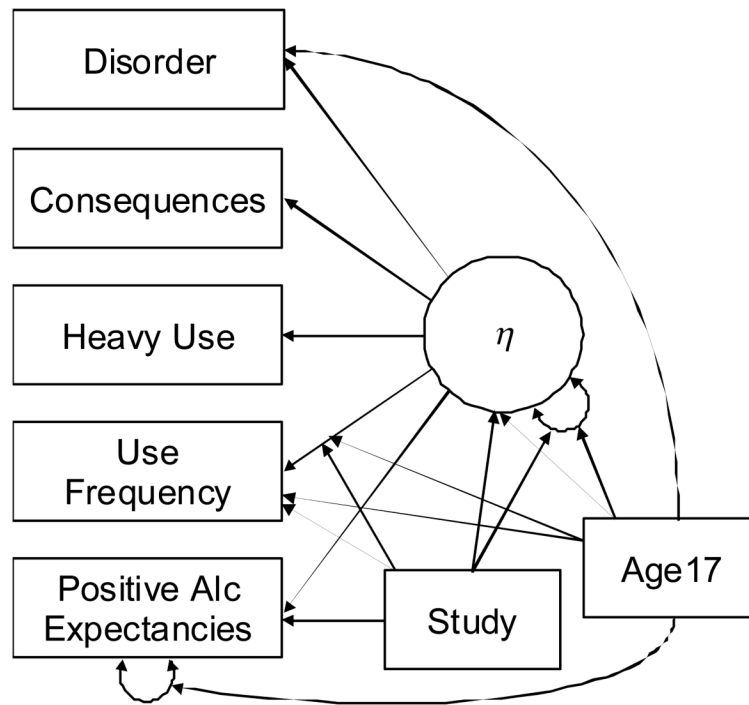 Disorder
Consequences
Heavy Use
η
Use
Frequency
Positive Alc
Expectancies
Study
Age17